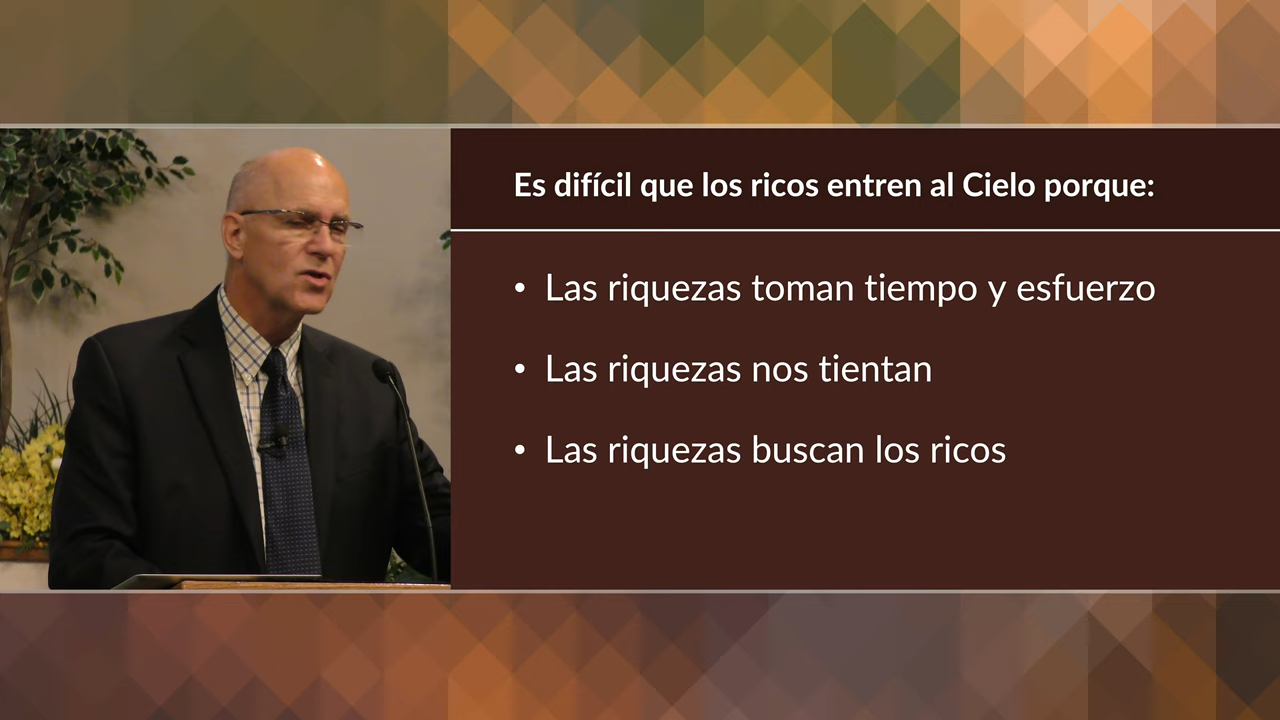 Es difícil que los ricos entren al Cielo porque:
• Las riquezas toman tiempo y esfuerzo
• Las riquezas nos tientan
• Las riquezas buscan los ricos